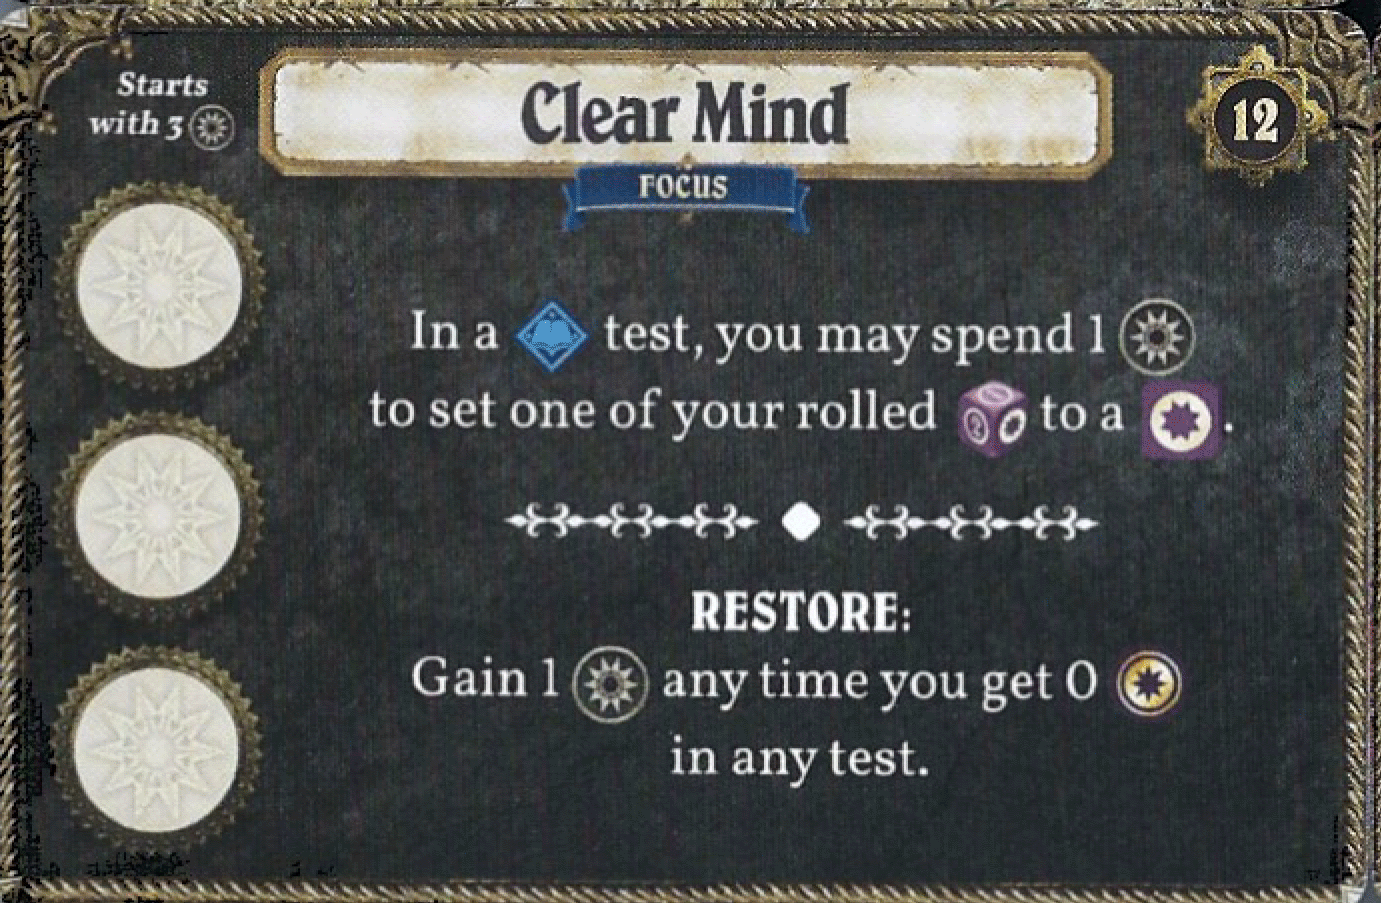 Starts
with 3
Clear Mind
12
FOCUS
In a test, you may spend 1
to set one of your rolled to a .
RESTORE:
Gain 1 any time you get 0
in any test.